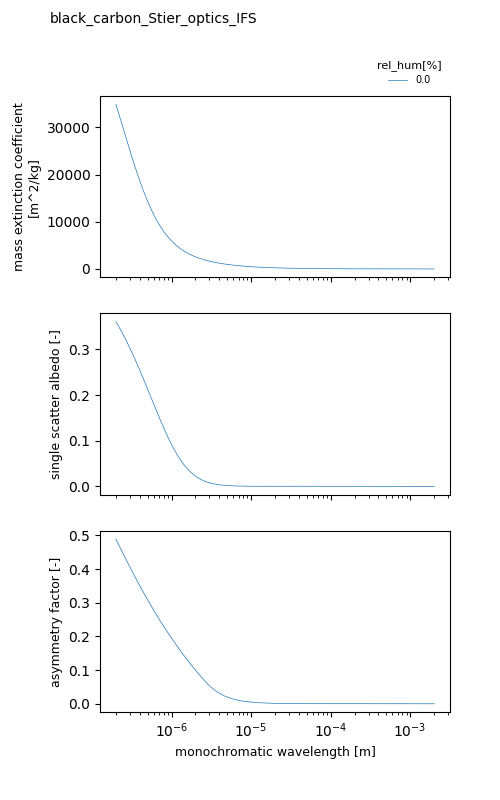 black_carbon_Stier_optics_IFS
rel_hum[%]
0.0
mass extinction coefficient
[m^2/kg]
30000
20000
10000
0
single scatter albedo [-]
0.3
0.2
0.1
0.0
asymmetry factor [-]
0.5
0.4
0.3
0.2
0.1
0.0
10⁻⁶ 10⁻⁵ 10⁻⁴ 10⁻³
monochromatic wavelength [m]